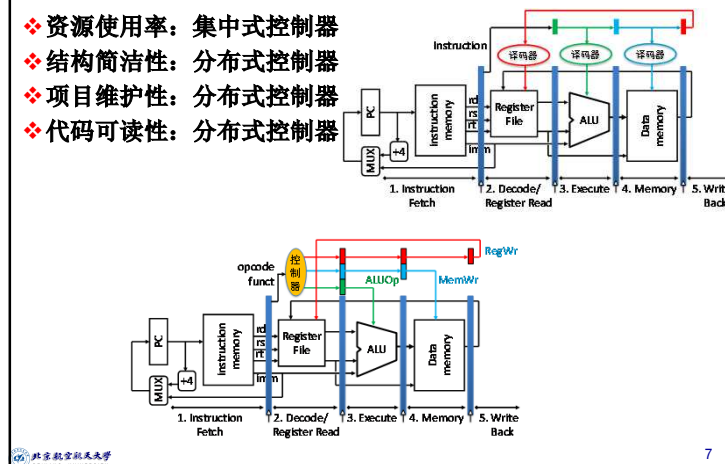 ❖资源使用率：集中式控制器
❖结构简洁性：分布式控制器
❖项目维护性：分布式控制器
❖代码可读性：分布式控制器
Instruction
译码器 译码器 译码器
PC
MUX
+4
Instruction memory
rd
rs
rt
imm
Register File
ALU
Data memory
1. Instruction Fetch
2. Decode/ Register Read
3. Execute
4. Memory
5. Writ
Back
控制器
opcode
funct
RegWr
ALUOp
MemWr
PC
MUX
+4
Instruction memory
rd
rs
rt
imm
Register File
ALU
Data memory
1. Instruction Fetch
2. Decode/ Register Read
3. Execute
4. Memory
5. Write Back
北京航空航天大学
7